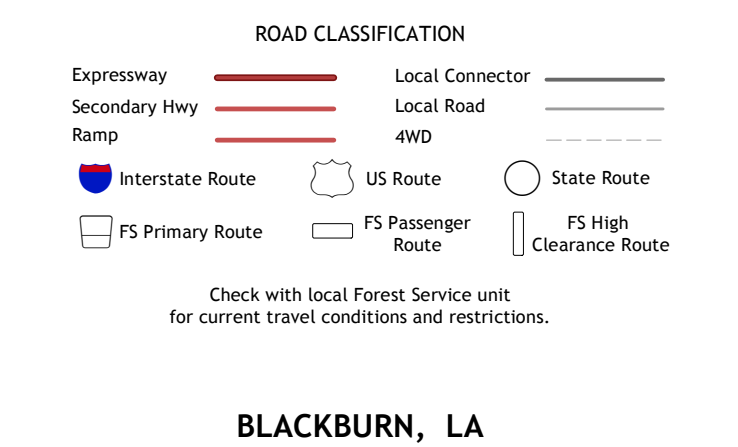 ROAD CLASSIFICATION
Expressway
Local Connector
Secondary Hwy
Local Road
Ramp
4WD
Interstate Route
US Route
State Route
FS Primary Route
FS Passenger
Route
FS High
Clearance Route
Check with local Forest Service unit
for current travel conditions and restrictions.
BLACKBURN, LA